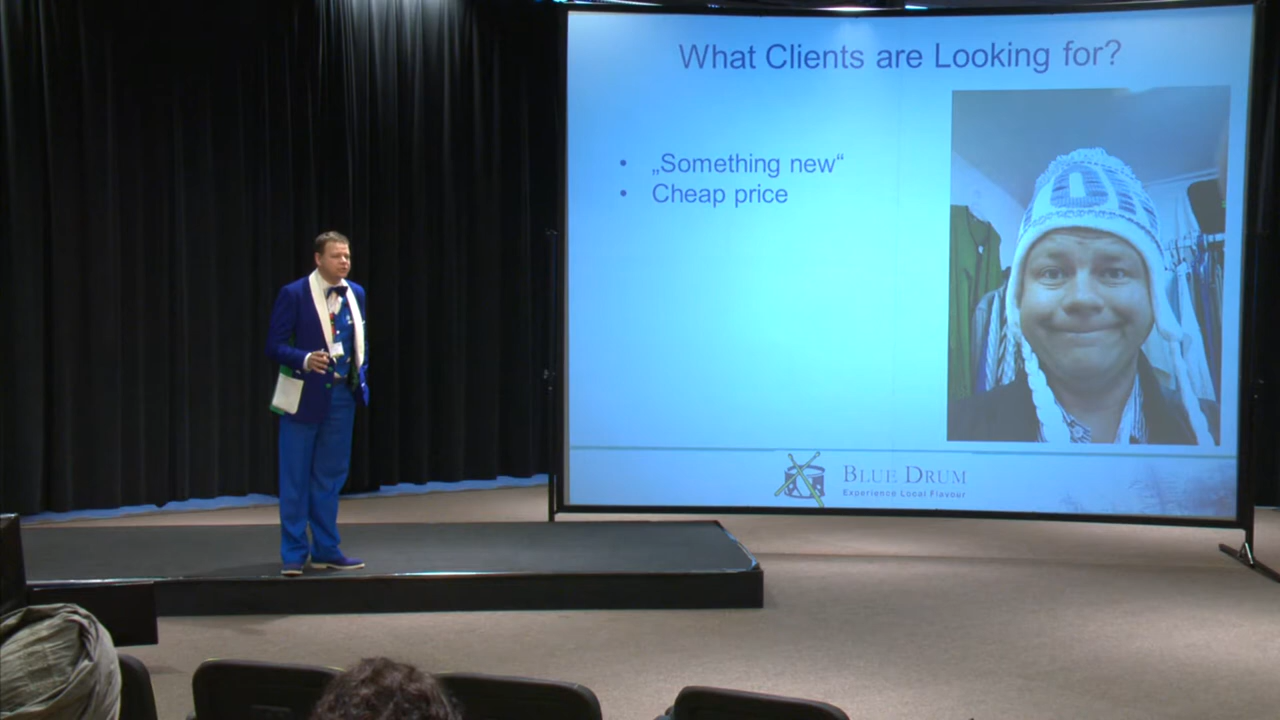 What Clients are Looking for?
• „Something new“
• Cheap price
BLUE DRUM
Experience Local Flavour